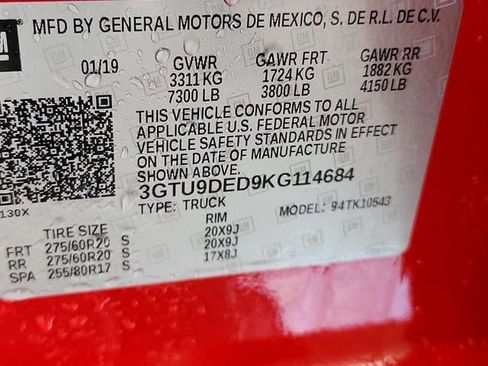 GM
MFD BY GENERAL MOTORS DE MEXICO, S. DE R.L. DE C.V.
01/19 GVWR GAWR FRT GAWR RR
3311 KG 1724 KG 1882 KG
7300 LB 3800 LB 4150 LB
THIS VEHICLE CONFORMS TO ALL
APPLICABLE U.S. FEDERAL MOTOR
VEHICLE SAFETY STANDARDS IN EFFECT
ON THE DATE OF MANUFACTURE
SHOWN ABOVE.
3GTU9DED9KG114684
130X TYPE: TRUCK MODEL: 94TK10543
TIRE SIZE RIM
FRT 275/60R20 S 20X9J
RR 275/60R20 S 20X9J
SPA 255/80R17 S 17X8J